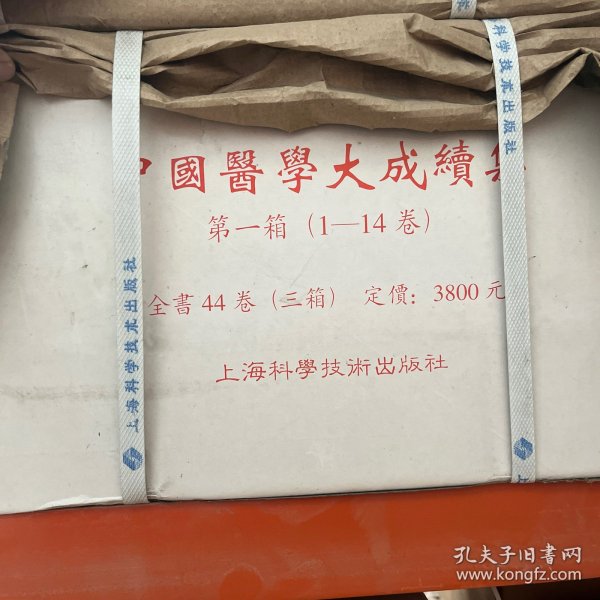 中國醫學大成續集
第一箱（1—14卷）
全書44卷（三箱） 定價：3800元
上海科學技術出版社
上海科学技术出版社
科学技术出版社
上
孔夫子旧书网
www.kongfz.com